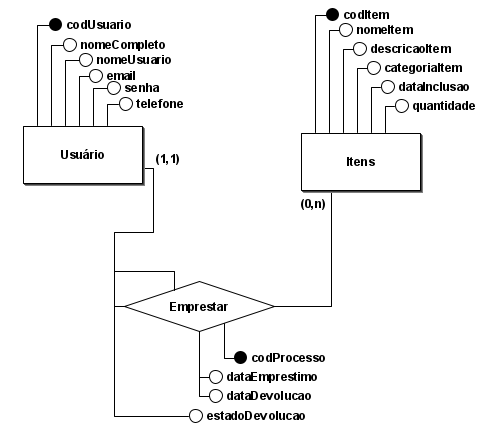 codUsuario
nomeCompleto
nomeUsuario
email
senha
telefone
Usuário
(1,1)
codItem
nomeItem
descricaoItem
categoriaItem
dataInclusao
quantidade
Itens
(0,n)
Emprestar
codProcesso
dataEmprestimo
dataDevolucao
estadoDevolucao